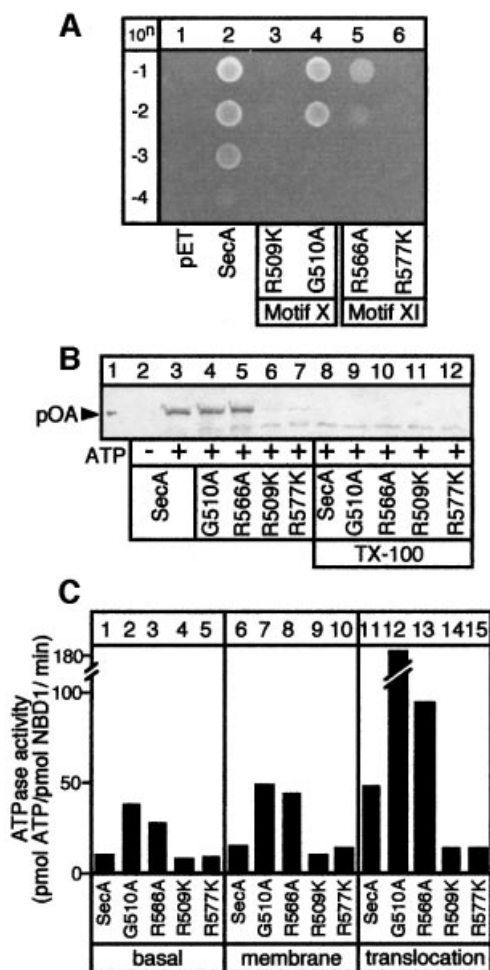 A
10ⁿ 1 2 3 4 5 6
-1
-2
-3
-4
pET SecA R509K G510A R566A R577K
Motif X Motif XI
B
1 2 3 4 5 6 7 8 9 10 11 12
pOA
ATP - + + + + + + + + + +
SecA G510A R566A R509K R577K SecA G510A R566A R509K R577K
TX-100
C
1 2 3 4 5 6 7 8 9 10 11 12 13 14 15
180
100
50
0
ATPase activity
(pmol ATP/pmol NBD1/ min)
SecA G510A R566A R509K R577K SecA G510A R566A R509K R577K SecA G510A R566A R509K R577K
basal membrane translocation